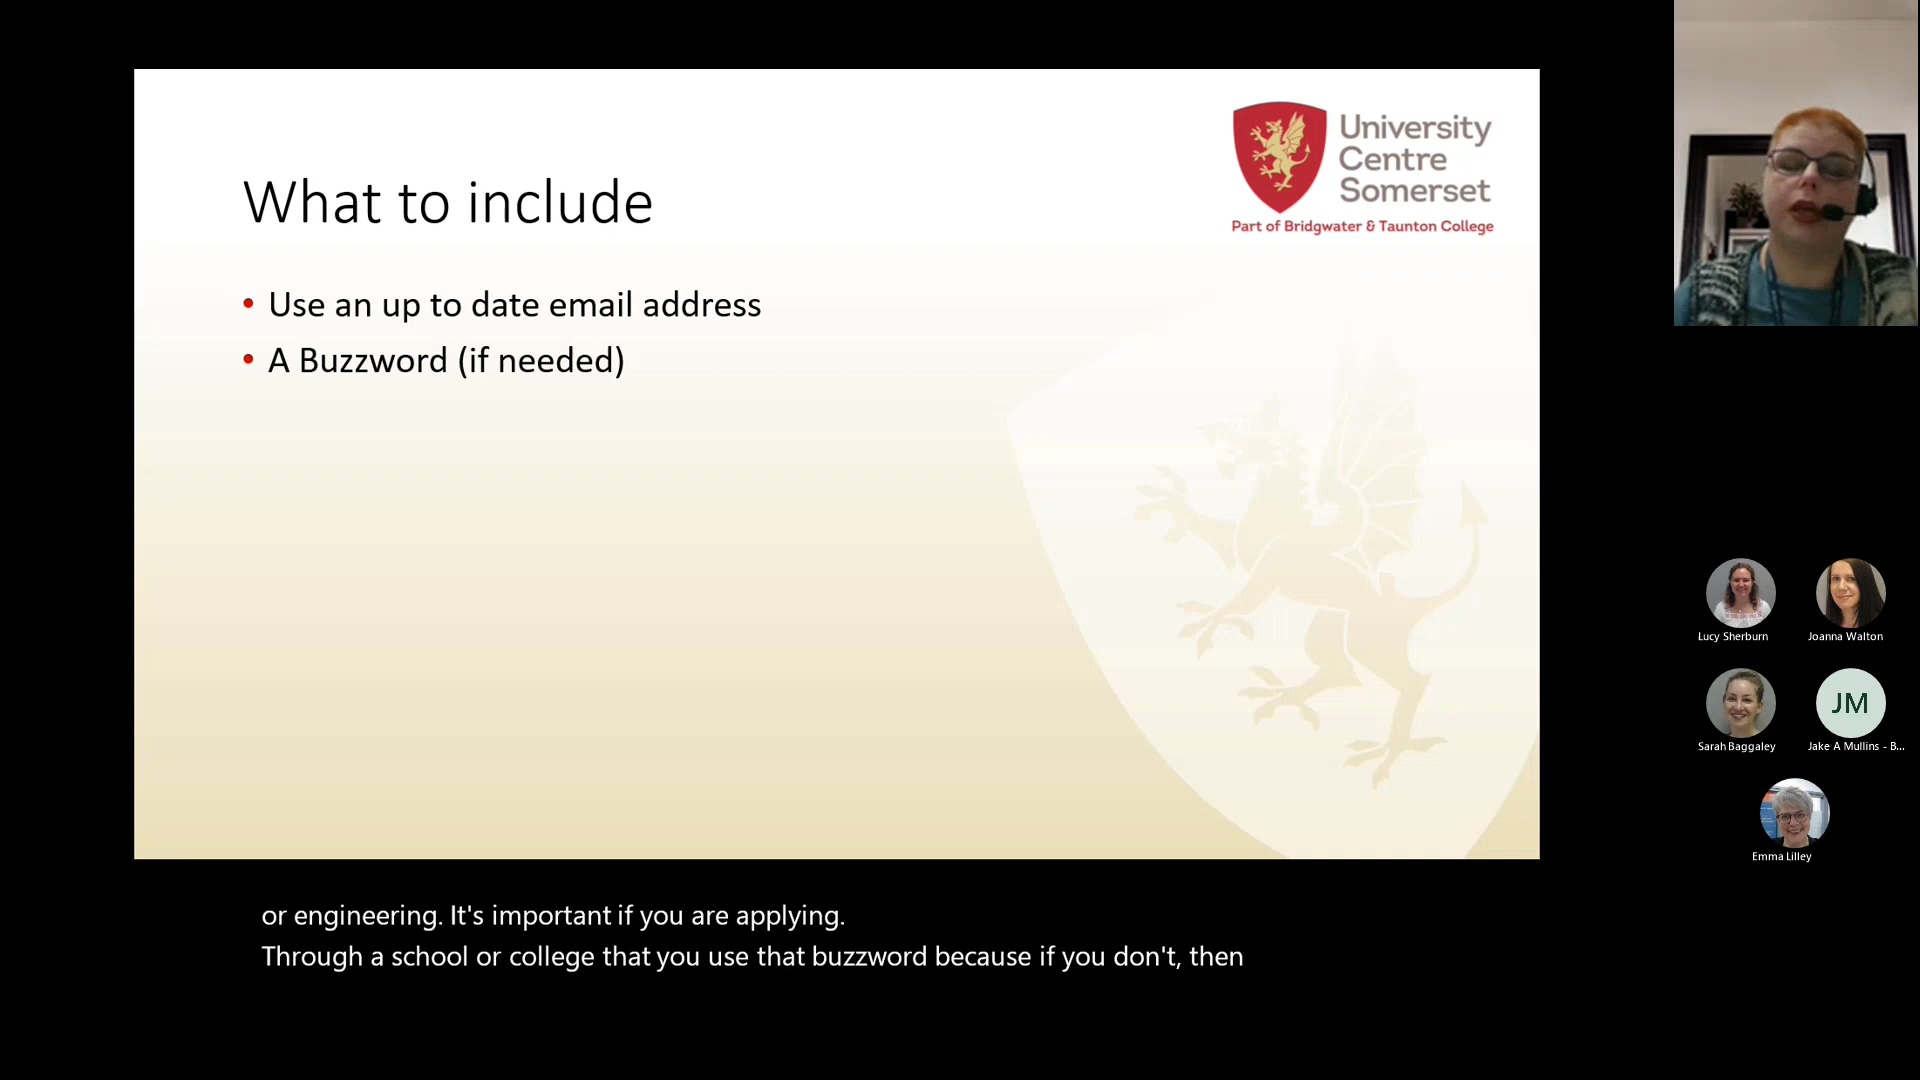 University
Centre
Somerset
Part of Bridgwater & Taunton College
What to include
• Use an up to date email address
• A Buzzword (if needed)
Lucy Sherburn
Joanna Walton
Sarah Baggaley
JM
Jake A Mullins - B...
Emma Lilley
or engineering. It's important if you are applying.
Through a school or college that you use that buzzword because if you don't, then